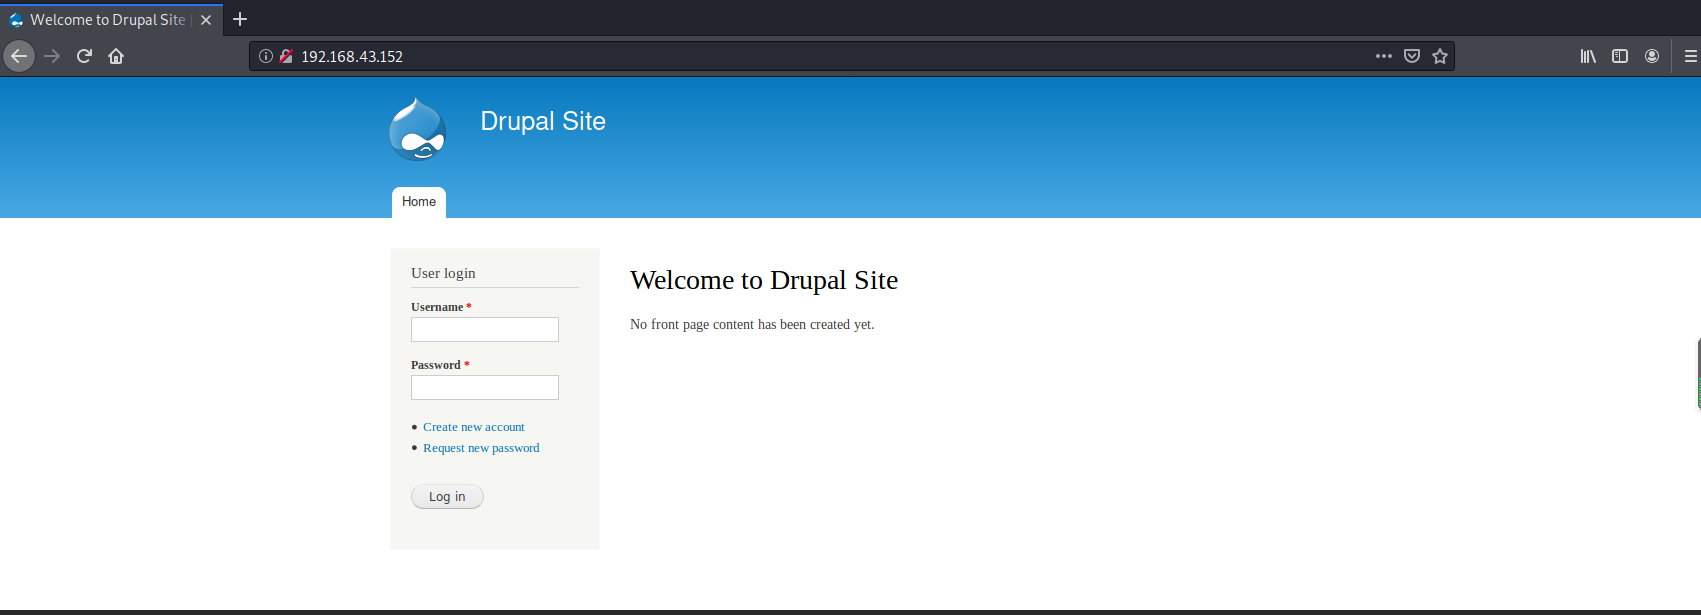 Welcome to Drupal Site |
192.168.43.152
Drupal Site
Home
User login
Username *
Password *
Create new account
Request new password
Log in
Welcome to Drupal Site
No front page content has been created yet.